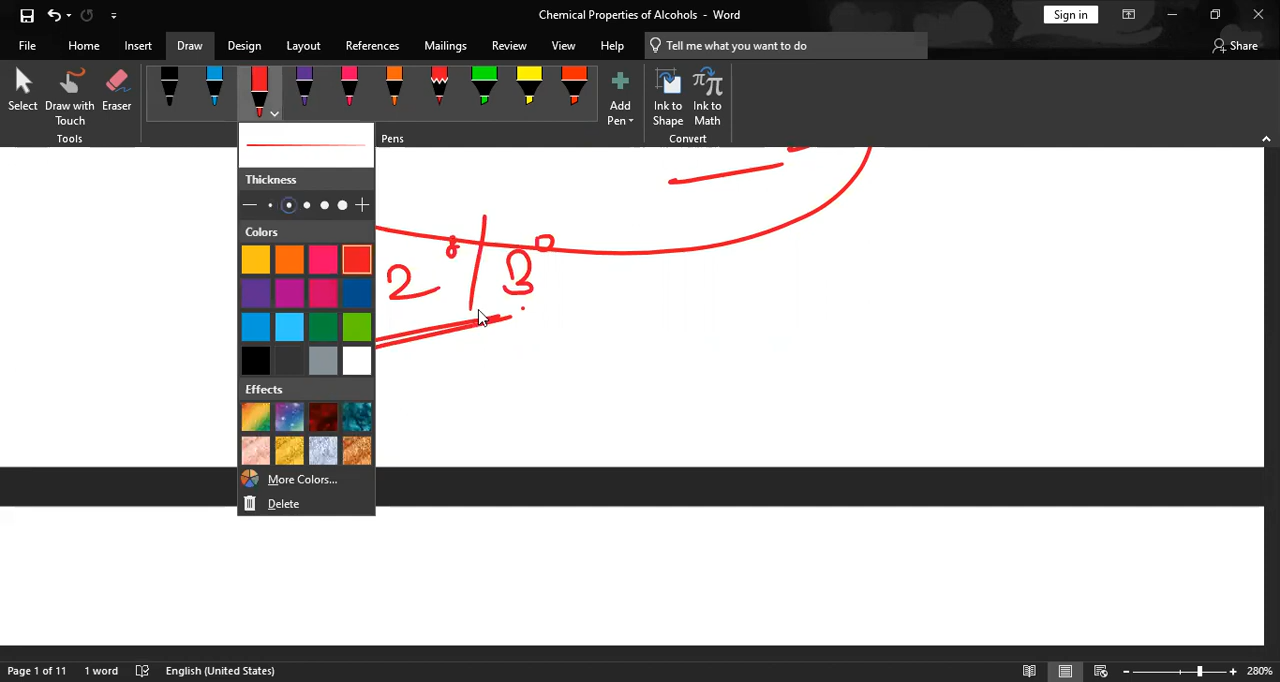 Chemical Properties of Alcohols - Word
Sign in
File Home Insert Draw Design Layout References Mailings Review View Help Tell me what you want to do Share
Select Draw with Touch Eraser Add Pen Ink to Shape Ink to Math
Tools Pens Convert
Thickness
Colors
2° | 3°
Effects
More Colors...
Delete
Page 1 of 11 1 word English (United States) 280%